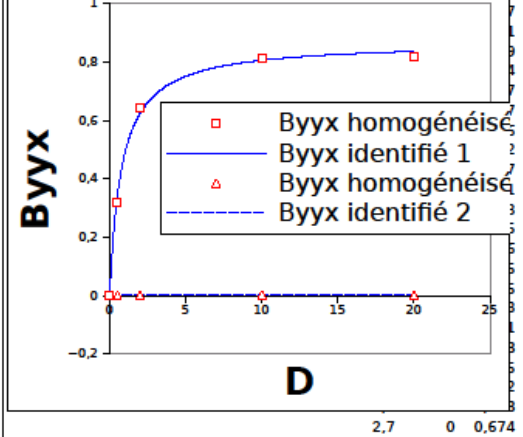 1
0,8
0,6
0,4
0,2
0
−0,2
0
5
10
15
20
25
Byyx
D
Byyx homogénéisé
Byyx identifié 1
Byyx homogénéisé
Byyx identifié 2
2,7 0 0,674